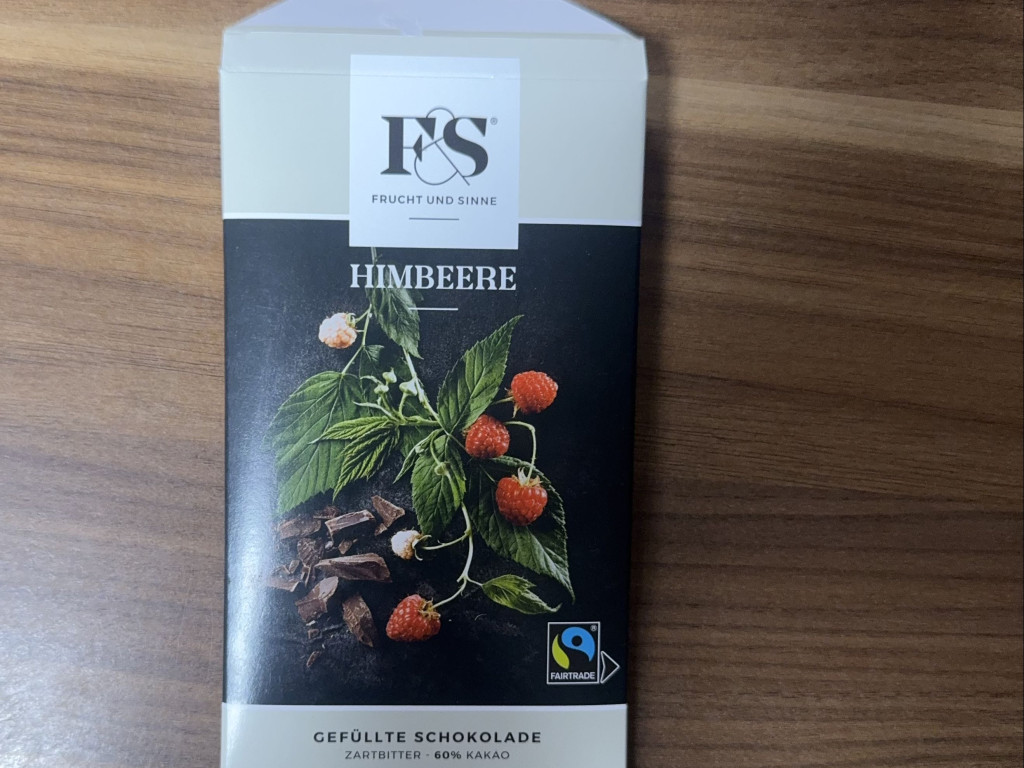 F&S®
FRUCHT UND SINNE
HIMBEERE
®
FAIRTRADE
GEFÜLLTE SCHOKOLADE
ZARTBITTER - 60% KAKAO